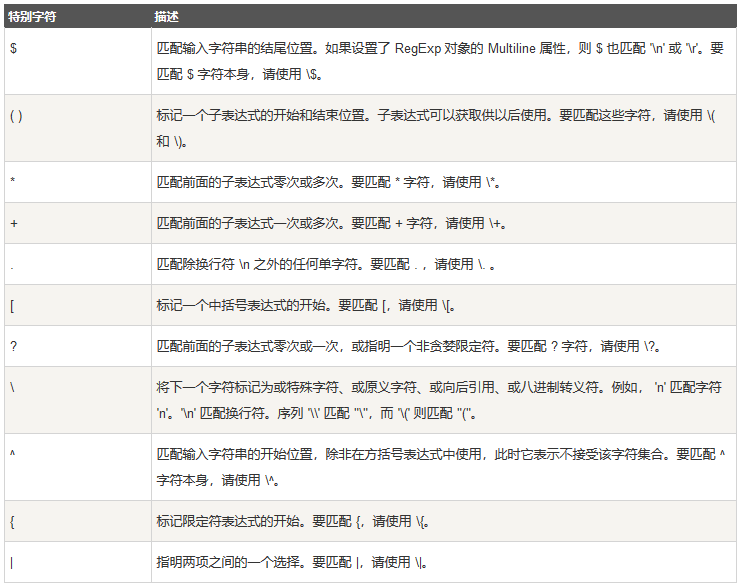 特别字符 描述
$ 匹配输入字符串的结尾位置。如果设置了 RegExp 对象的 Multiline 属性，则 $ 也匹配 '\n' 或 '\r'。要
匹配 $ 字符本身，请使用 \$。
( ) 标记一个子表达式的开始和结束位置。子表达式可以获取供以后使用。要匹配这些字符，请使用 \(
和 \)。
* 匹配前面的子表达式零次或多次。要匹配 * 字符，请使用 \*。
+ 匹配前面的子表达式一次或多次。要匹配 + 字符，请使用 \+。
. 匹配除换行符 \n 之外的任何单字符。要匹配 . ，请使用 \. 。
[ 标记一个中括号表达式的开始。要匹配 [，请使用 \[。
? 匹配前面的子表达式零次或一次，或指明一个非贪婪限定符。要匹配 ? 字符，请使用 \?。
\ 将下一个字符标记为或特殊字符、或原义字符、或向后引用、或八进制转义符。例如， 'n' 匹配字符
'n'。'\n' 匹配换行符。序列 '\\' 匹配 "\"，而 '\(' 则匹配 "("。
^ 匹配输入字符串的开始位置，除非在方括号表达式中使用，此时它表示不接受该字符集合。要匹配 ^
字符本身，请使用 \^。
{ 标记限定符表达式的开始。要匹配 {，请使用 \{。
| 指明两项之间的一个选择。要匹配 |，请使用 \|。